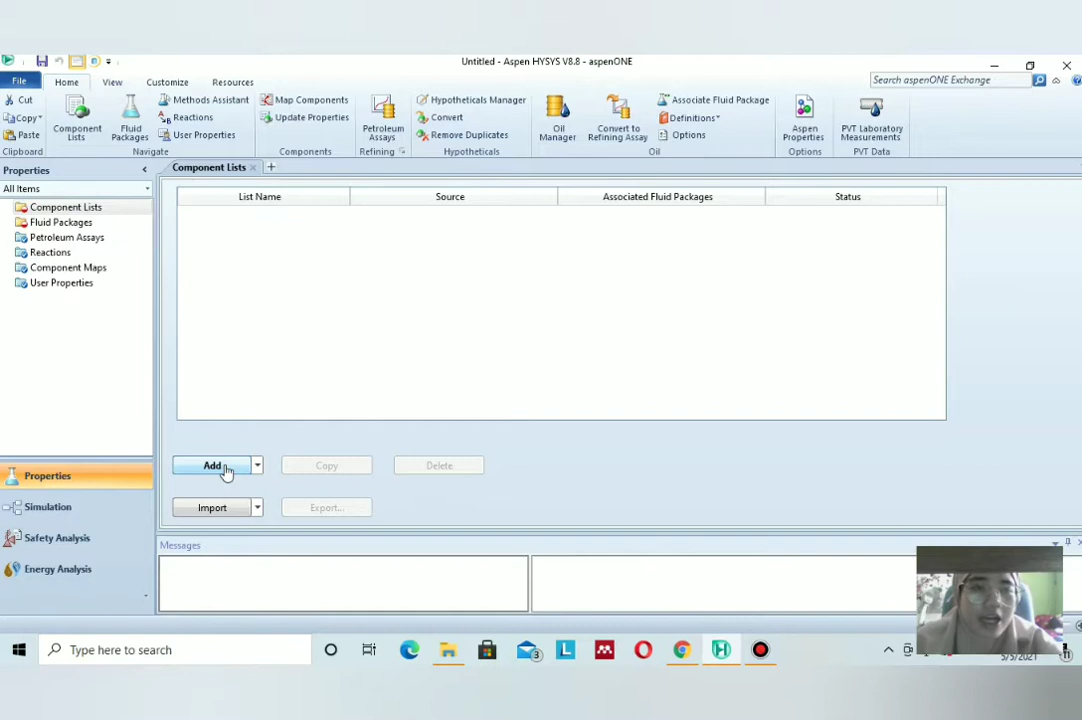 Untitled - Aspen HYSYS V8.8 - aspenONE
File Home View Customize Resources
Search aspenONE Exchange
Cut
Copy
Paste
Clipboard
Component Lists
Fluid Packages
Methods Assistant
Reactions
User Properties
Navigate
Map Components
Update Properties
Components
Petroleum Assays
Refining
Hypotheticals Manager
Convert
Remove Duplicates
Hypotheticals
Oil Manager
Convert to Refining Assay
Associate Fluid Package
Definitions
Options
Oil
Aspen Properties
Options
PVT Laboratory Measurements
PVT Data
Properties
All Items
Component Lists
Fluid Packages
Petroleum Assays
Reactions
Component Maps
User Properties
Properties
Simulation
Safety Analysis
Energy Analysis
Component Lists
List Name Source Associated Fluid Packages Status
Add Copy Delete
Import Export...
Messages
Type here to search
3
L
H
5/5/2021
11